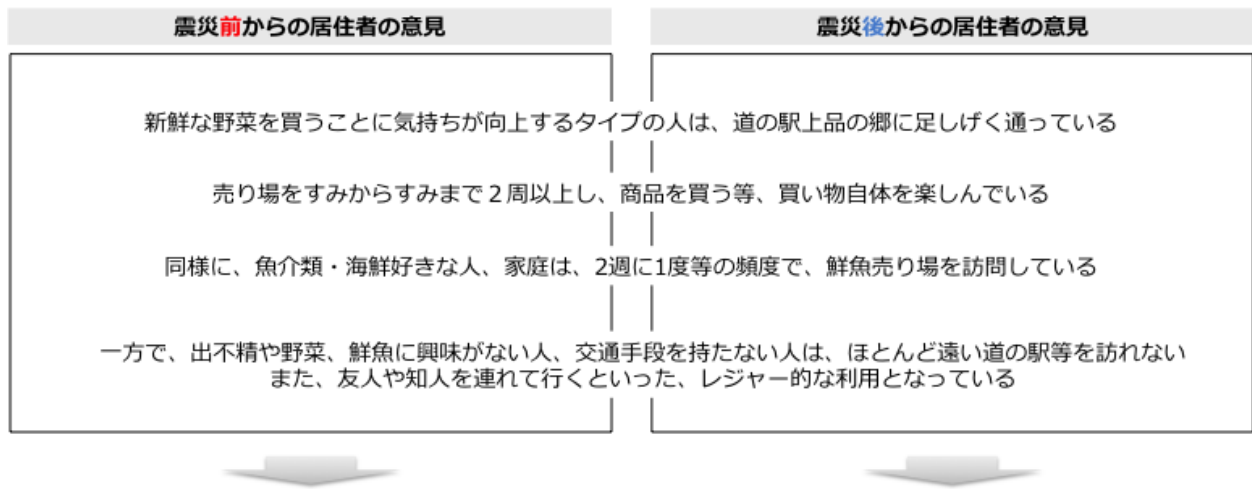 震災前からの居住者の意見
震災後からの居住者の意見
新鮮な野菜を買うことに気持ちが向上するタイプの人は、道の駅上品の郷に足しげく通っている
売り場をすみからすみまで２周以上し、商品を買う等、買い物自体を楽しんでいる
同様に、魚介類・海鮮好きな人、家庭は、2週に1度等の頻度で、鮮魚売り場を訪問している
一方で、出不精や野菜、鮮魚に興味がない人、交通手段を持たない人は、ほとんど遠い道の駅等を訪れない
また、友人や知人を連れて行くといった、レジャー的な利用となっている